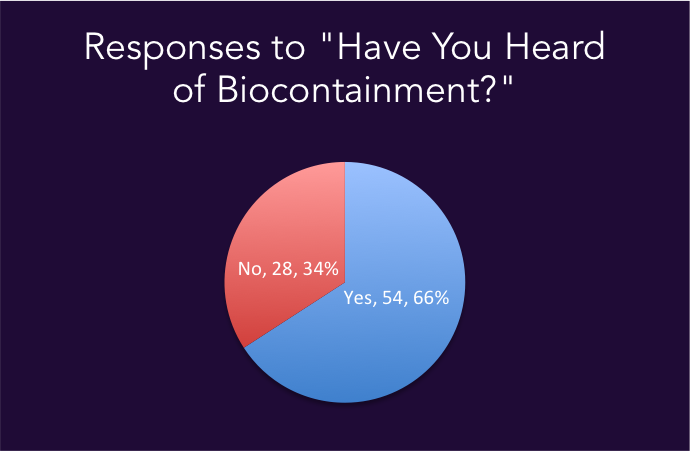 Responses to "Have You Heard
of Biocontainment?"
No, 28, 34%
Yes, 54, 66%